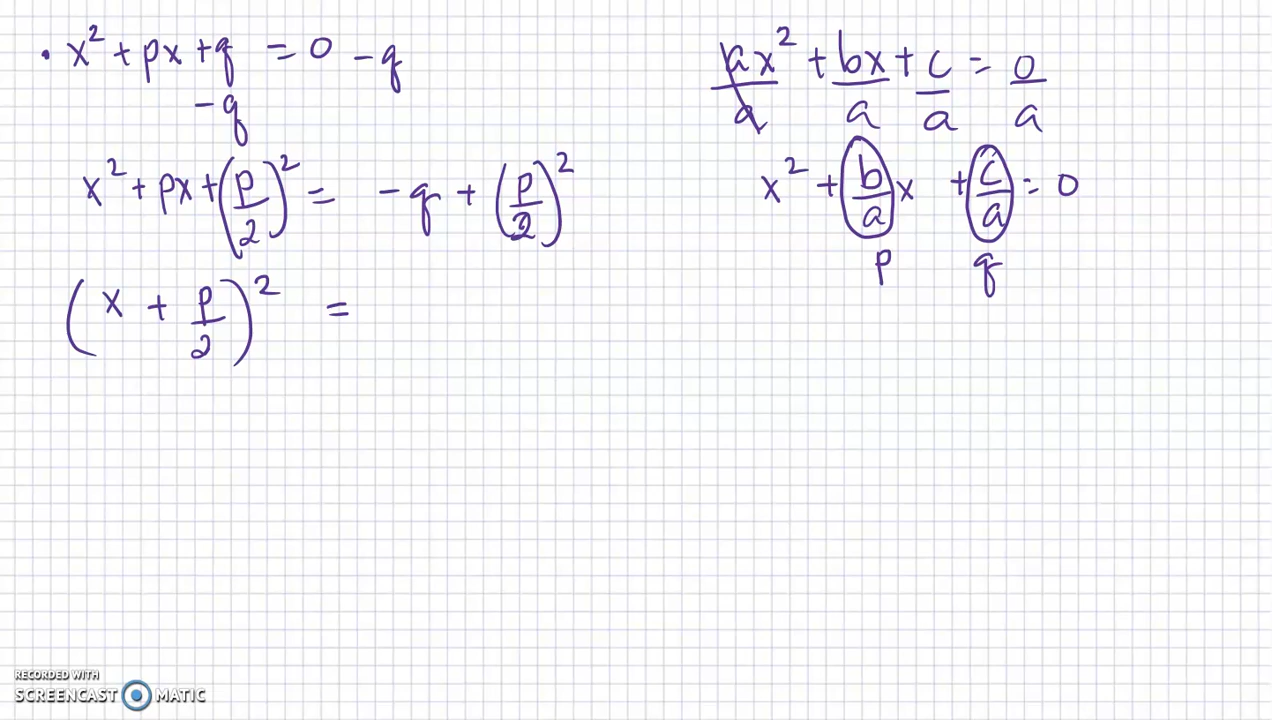 • x² + px + q = 0 - q
- q
x² + px + (p/2)² = - q + (p/2)²
(x + p/2)² =
ax²/a + bx/a + c/a = 0/a
x² + b/a x + c/a = 0
p q
RECORDED WITH
SCREENCAST MATIC